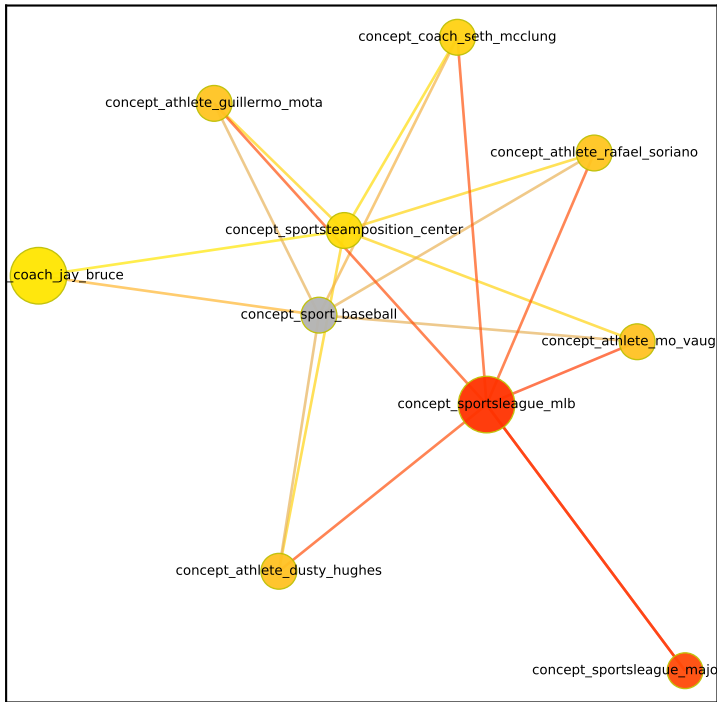 concept_coach_seth_mcclung
concept_athlete_guillermo_mota
concept_athlete_rafael_soriano
concept_sportsteamposition_center
_coach_jay_bruce
concept_sport_baseball
concept_athlete_mo_vaug
concept_sportsleague_mlb
concept_athlete_dusty_hughes
concept_sportsleague_majo